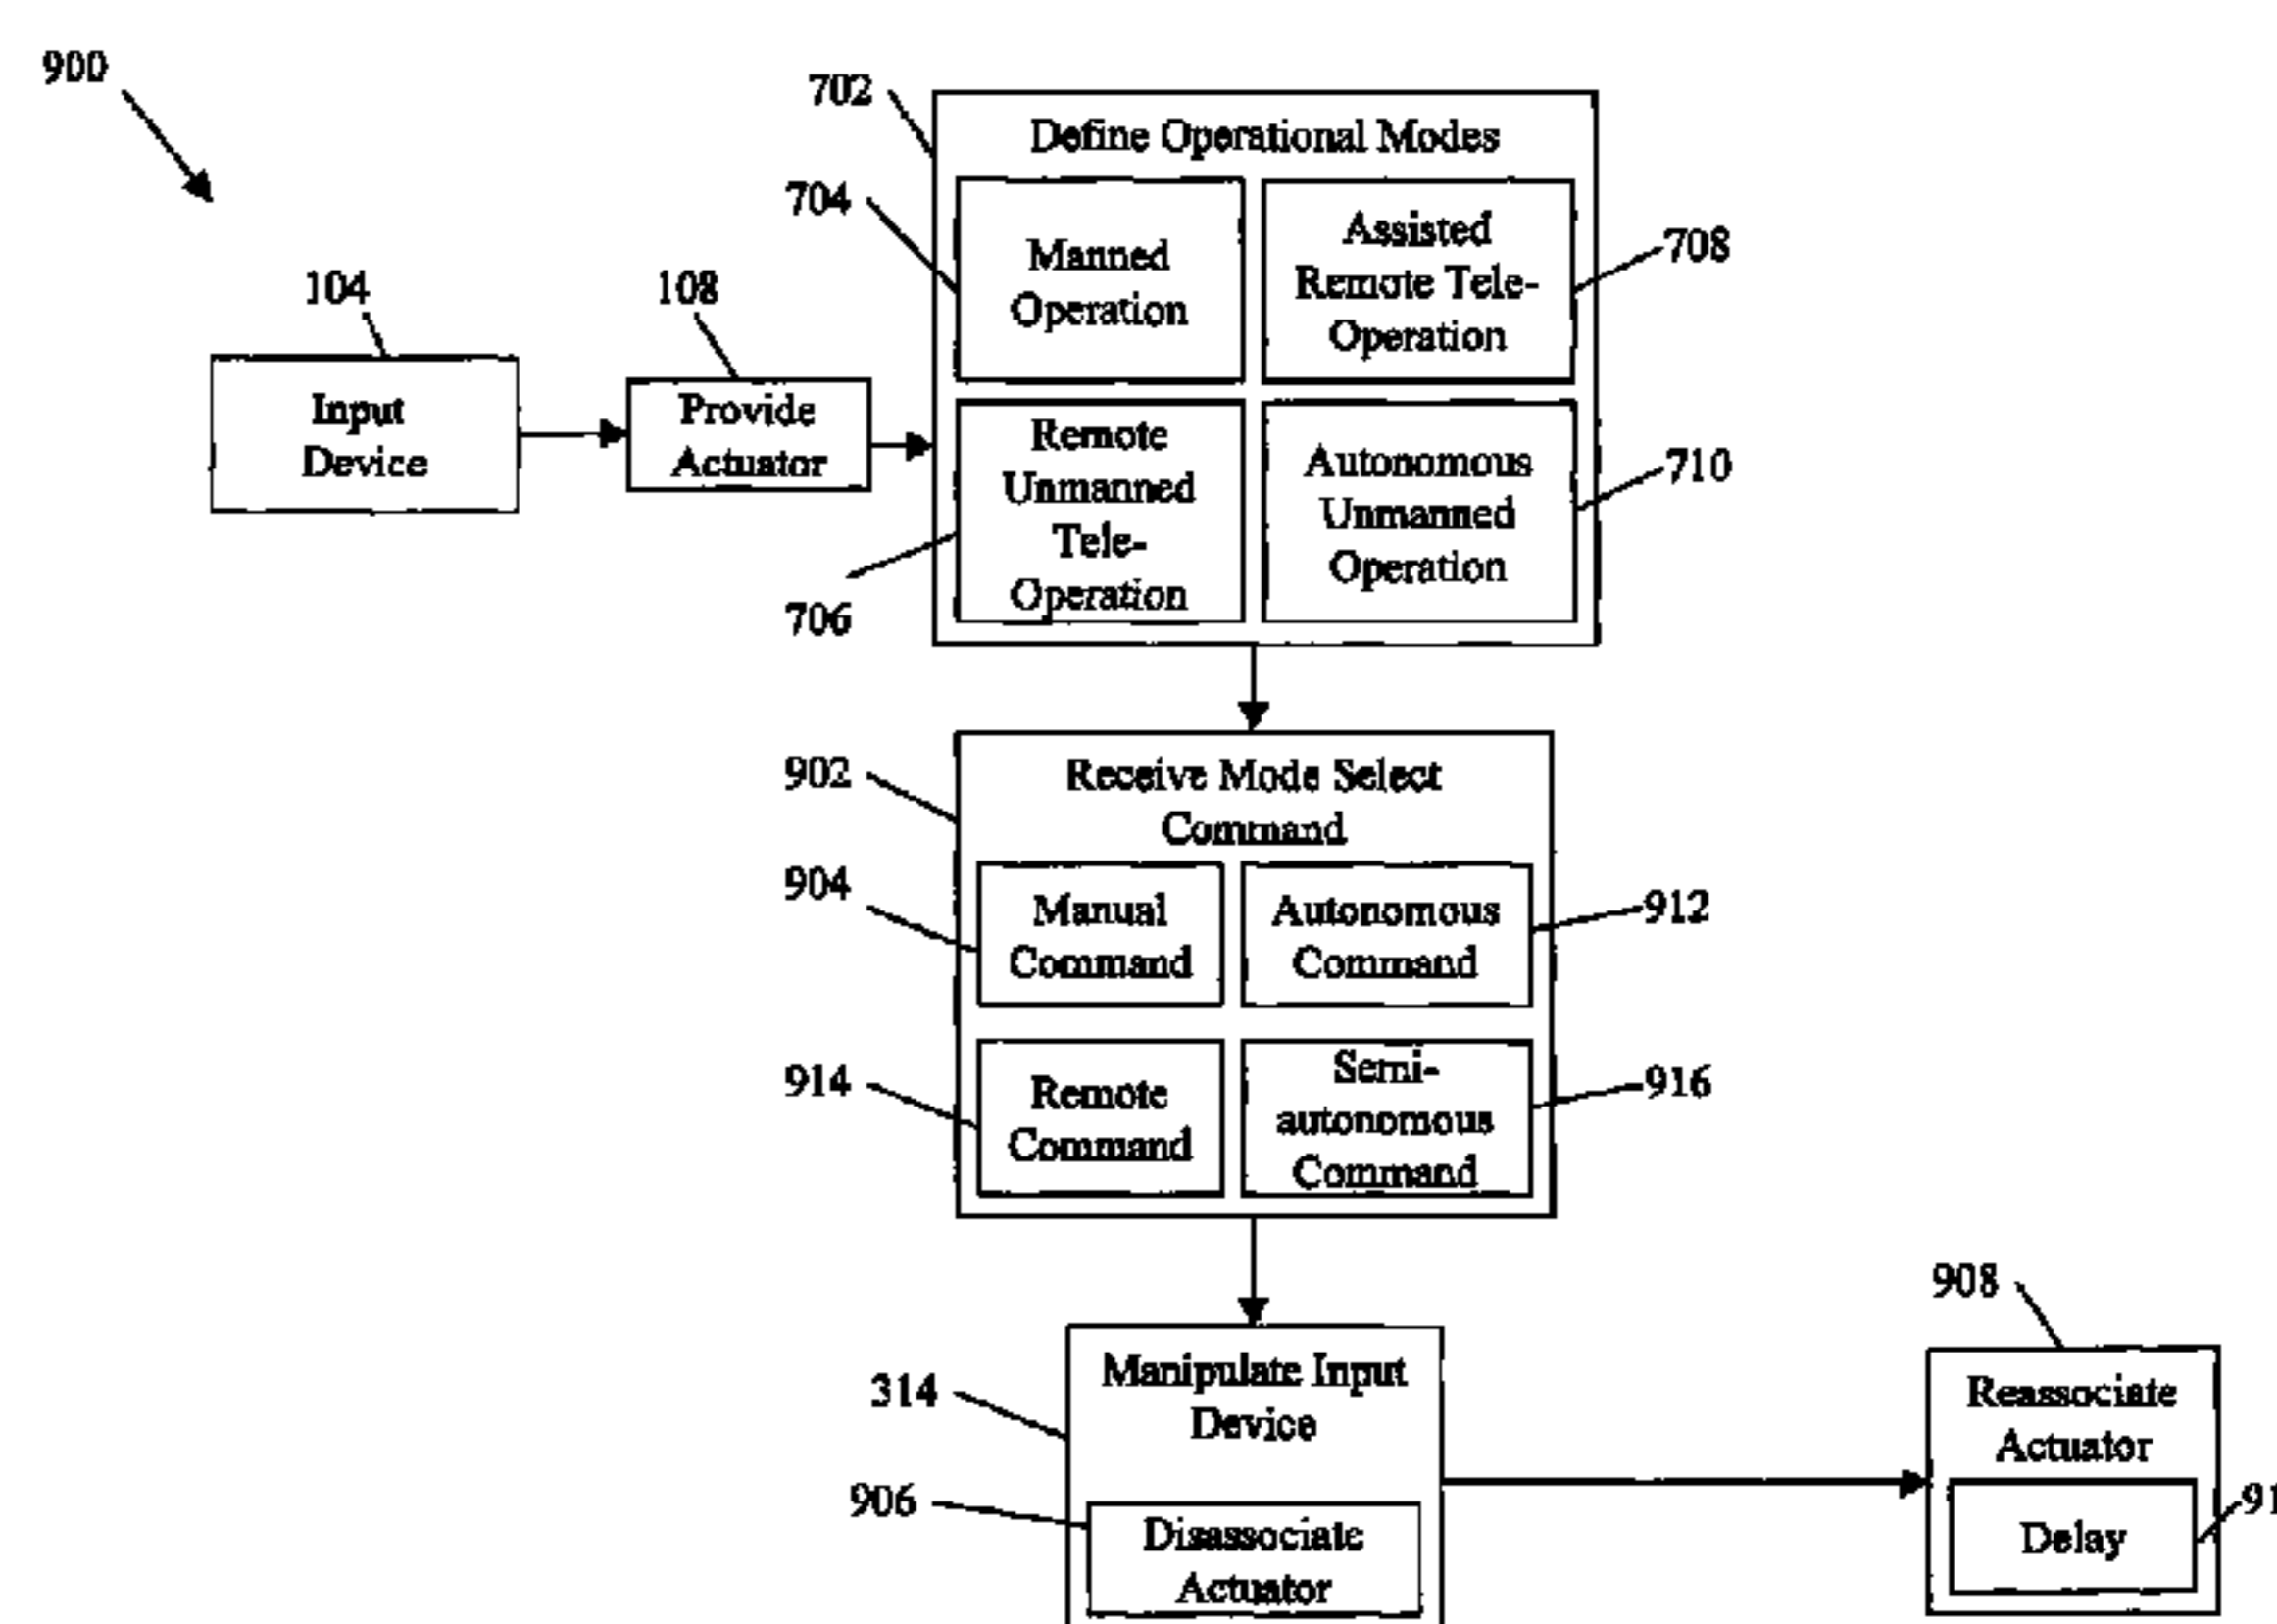 900
702
Define Operational Modes
704
Manned
Operation
Assisted
Remote Tele-
Operation
708
104
108
Input
Device
Provide
Actuator
Remote
Unmanned
Tele-
Operation
Autonomous
Unmanned
Operation
710
706
902
Receive Mode Select
Command
904
Manual
Command
Autonomous
Command
912
914
Remote
Command
Semi-
autonomous
Command
916
908
314
Manipulate Input
Device
Reassociate
Actuator
906
Disassociate
Actuator
Delay